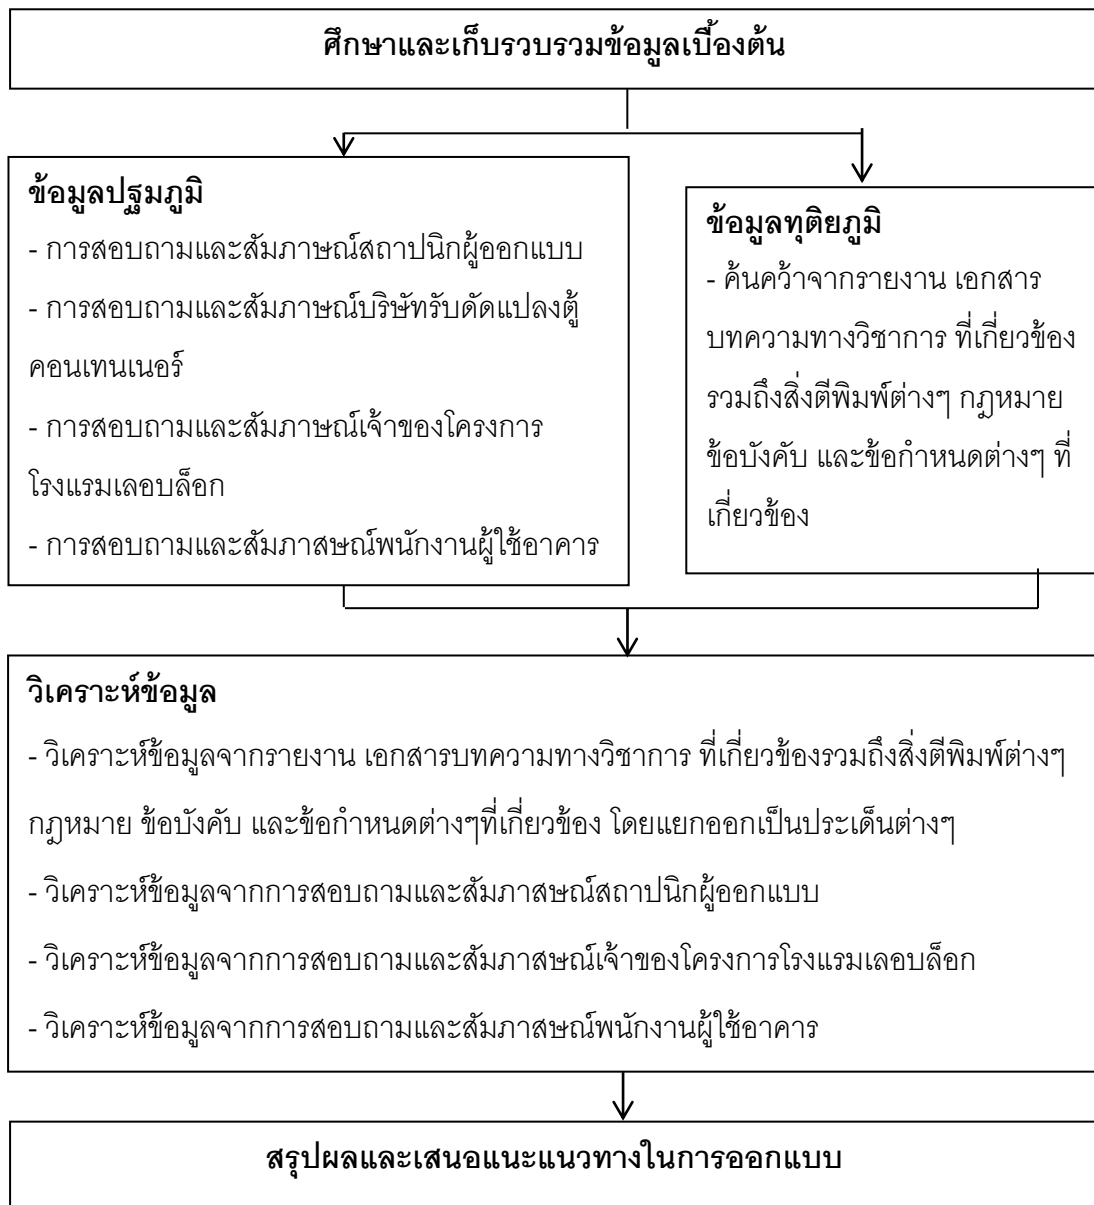 ศึกษาและเก็บรวบรวมข้อมูลเบื้องต้น
ข้อมูลปฐมภูมิ
- การสอบถามและสัมภาษณ์สถาปนิกผู้ออกแบบ
- การสอบถามและสัมภาษณ์บริษัทรับดัดแปลงตู้
คอนเทนเนอร์
- การสอบถามและสัมภาษณ์เจ้าของโครงการ
โรงแรมเลอบล็อก
- การสอบถามและสัมภาสษณ์พนักงานผู้ใช้อาคาร
ข้อมูลทุติยภูมิ
- ค้นคว้าจากรายงาน เอกสาร
บทความทางวิชาการ ที่เกี่ยวข้อง
รวมถึงสิ่งตีพิมพ์ต่างๆ กฎหมาย
ข้อบังคับ และข้อกำหนดต่างๆ ที่
เกี่ยวข้อง
วิเคราะห์ข้อมูล
- วิเคราะห์ข้อมูลจากรายงาน เอกสารบทความทางวิชาการ ที่เกี่ยวข้องรวมถึงสิ่งตีพิมพ์ต่างๆ
กฎหมาย ข้อบังคับ และข้อกำหนดต่างๆที่เกี่ยวข้อง โดยแยกออกเป็นประเด็นต่างๆ
- วิเคราะห์ข้อมูลจากการสอบถามและสัมภาสษณ์สถาปนิกผู้ออกแบบ
- วิเคราะห์ข้อมูลจากการสอบถามและสัมภาสษณ์เจ้าของโครงการโรงแรมเลอบล็อก
- วิเคราะห์ข้อมูลจากการสอบถามและสัมภาสษณ์พนักงานผู้ใช้อาคาร
สรุปผลและเสนอแนะแนวทางในการออกแบบ